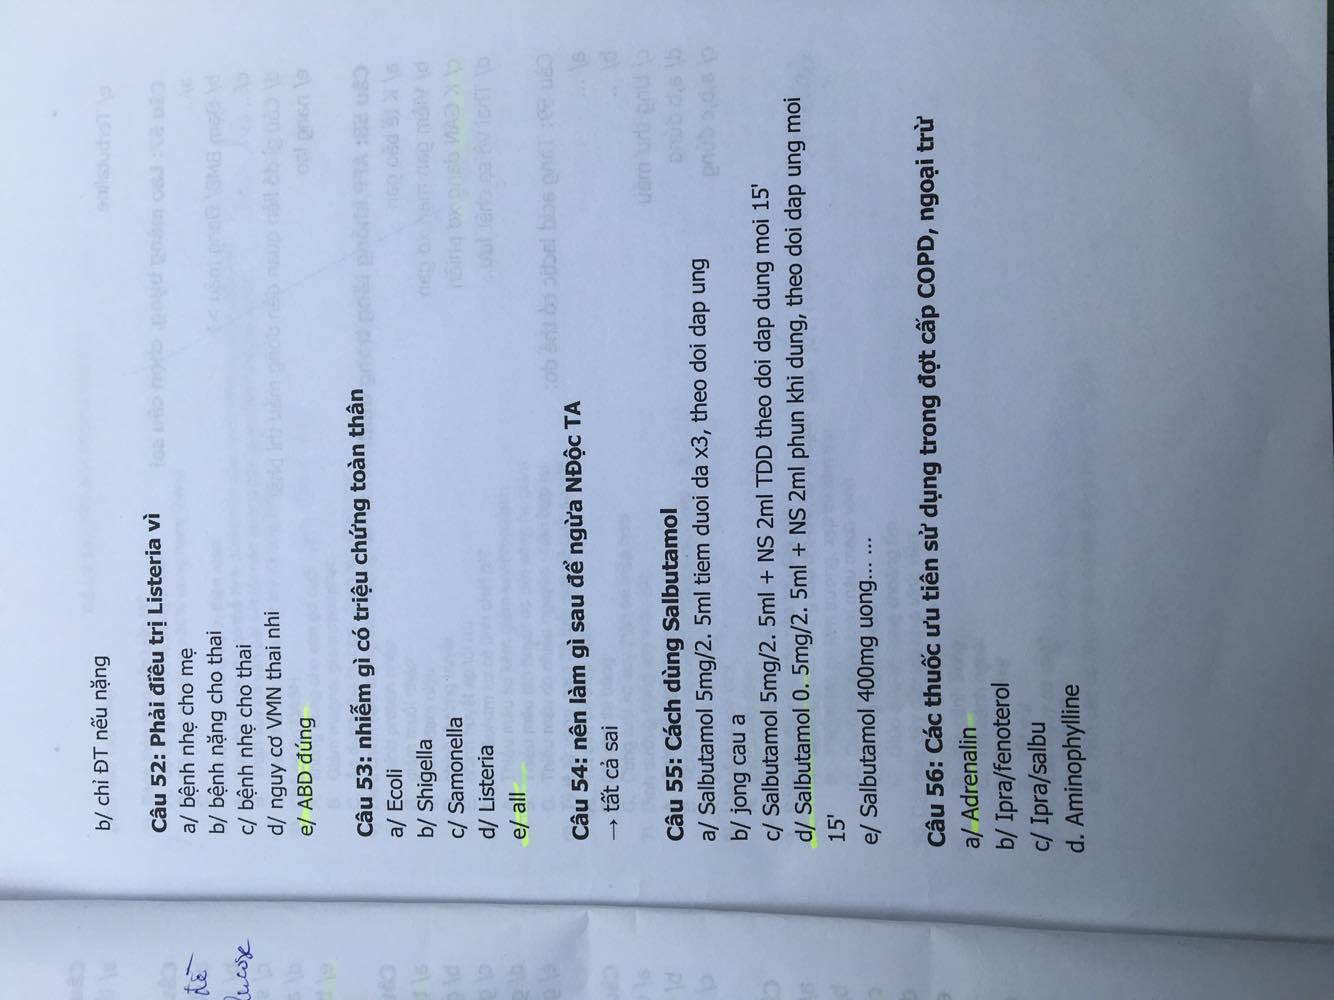 b/ chỉ ĐT nếu nặng
Câu 52: Phải điều trị Listeria vì
a/ bệnh nhẹ cho mẹ
b/ bệnh nặng cho thai
c/ bệnh nhẹ cho thai
d/ nguy cơ VMN thai nhi
e/ ABD đúng
Câu 53: nhiễm gì có triệu chứng toàn thân
a/ Ecoli
b/ Shigella
c/ Samonella
d/ Listeria
e/ all
Câu 54: nên làm gì sau để ngừa NĐộc TA
→ tất cả sai
Câu 55: Cách dùng Salbutamol
a/ Salbutamol 5mg/2. 5ml tiem duoi da x3, theo doi dap ung
b/ jong cau a
c/ Salbutamol 5mg/2. 5ml + NS 2ml TDD theo doi dap dung moi 15'
d/ Salbutamol 0. 5mg/2. 5ml + NS 2ml phun khi dung, theo doi dap ung moi
15'
e/ Salbutamol 400mg uong... ...
Câu 56: Các thuốc ưu tiên sử dụng trong đợt cấp COPD, ngoại trừ
a/ Adrenalin
b/ Ipra/fenoterol
c/ Ipra/salbu
d. Aminophylline